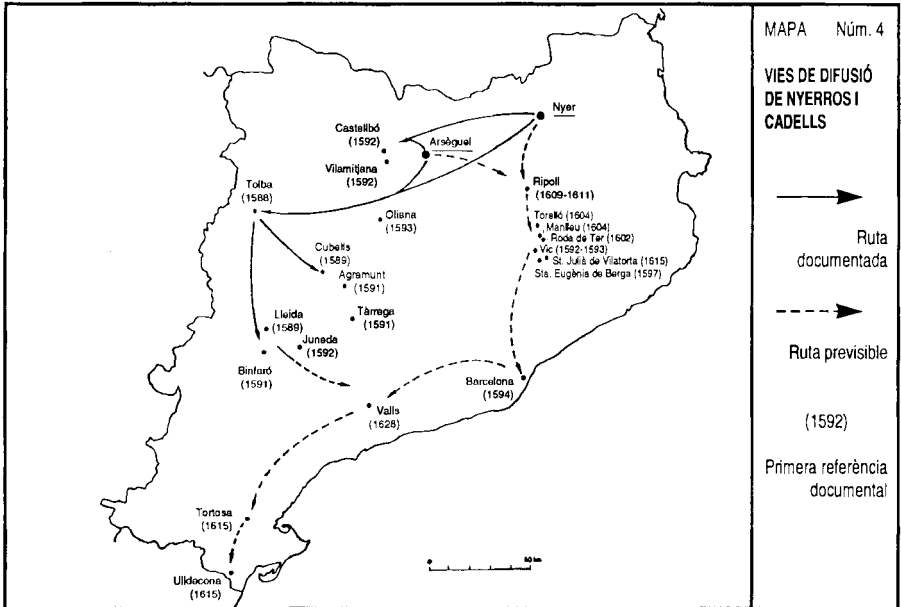 MAPA Núm. 4
VIES DE DIFUSIÓ
DE NYERROS I
CADELLS
Ruta
documentada
Ruta previsible
(1592)
Primera referència
documental
Nyer
Castellbó
(1592)
Arsèguel
Vilamitjana
(1592)
Tolba
(1588)
Oliana
(1593)
Ripoll
(1609-1611)
Torelló (1604)
Manlleu (1604)
Roda de Ter (1602)
Vic (1592-1593)
St. Julià de Vilatorta (1615)
Sta. Eugènia de Berga (1597)
Cubells
(1589)
Agramunt
(1591)
Tàrrega
(1591)
Lleida
(1589)
Juneda
(1592)
Binfaró
(1591)
Barcelona
(1594)
Valls
(1628)
Tortosa
(1615)
Ulldecona
(1615)
50 km